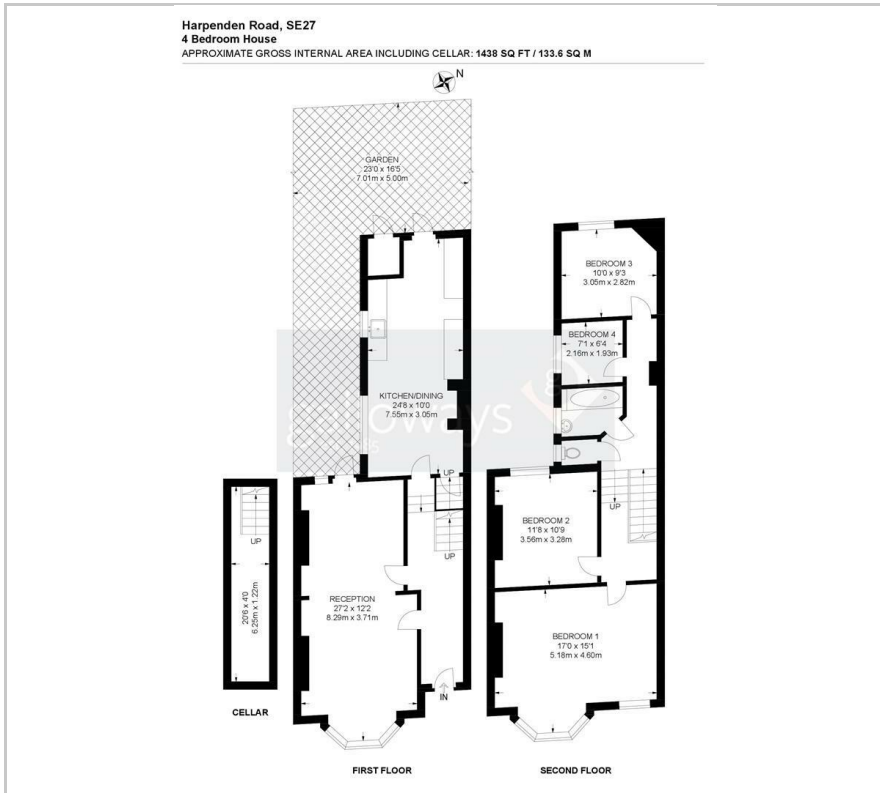 Harpenden Road, SE27
4 Bedroom House
APPROXIMATE GROSS INTERNAL AREA INCLUDING CELLAR: 1438 SQ FT / 133.6 SQ M
N
GARDEN
23'0 x 16'5
7.01m x 5.00m
BEDROOM 3
10'0 x 9'3
3.05m x 2.82m
BEDROOM 4
7'1 x 6'4
2.16m x 1.93m
KITCHEN/DINING
24'8 x 10'0
7.55m x 3.05m
UP
UP
UP
UP
BEDROOM 2
11'8 x 10'9
3.56m x 3.28m
RECEPTION
27'2 x 12'2
8.29m x 3.71m
20'6 x 4'0
6.25m x 1.22m
BEDROOM 1
17'0 x 15'1
5.18m x 4.60m
IN
CELLAR
FIRST FLOOR
SECOND FLOOR